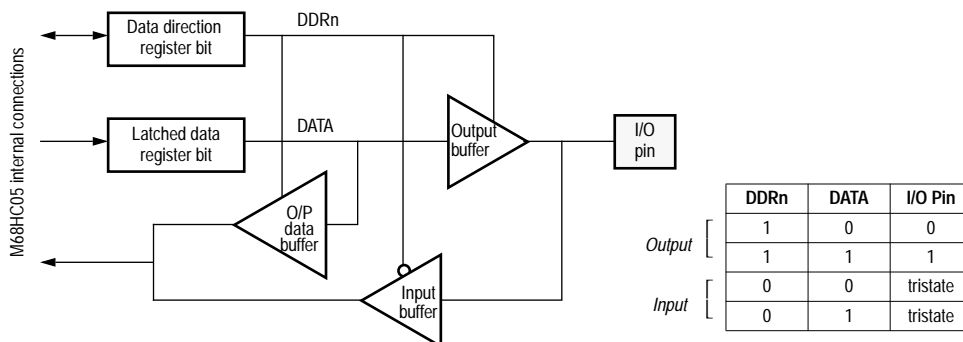 M68HC05 internal connections
Data direction
register bit
DDRn
Latched data
register bit
DATA
Output
buffer
I/O
pin
O/P
data
buffer
Input
buffer
DDRn DATA I/O Pin
Output
1 0 0
1 1 1
Input
0 0 tristate
0 1 tristate